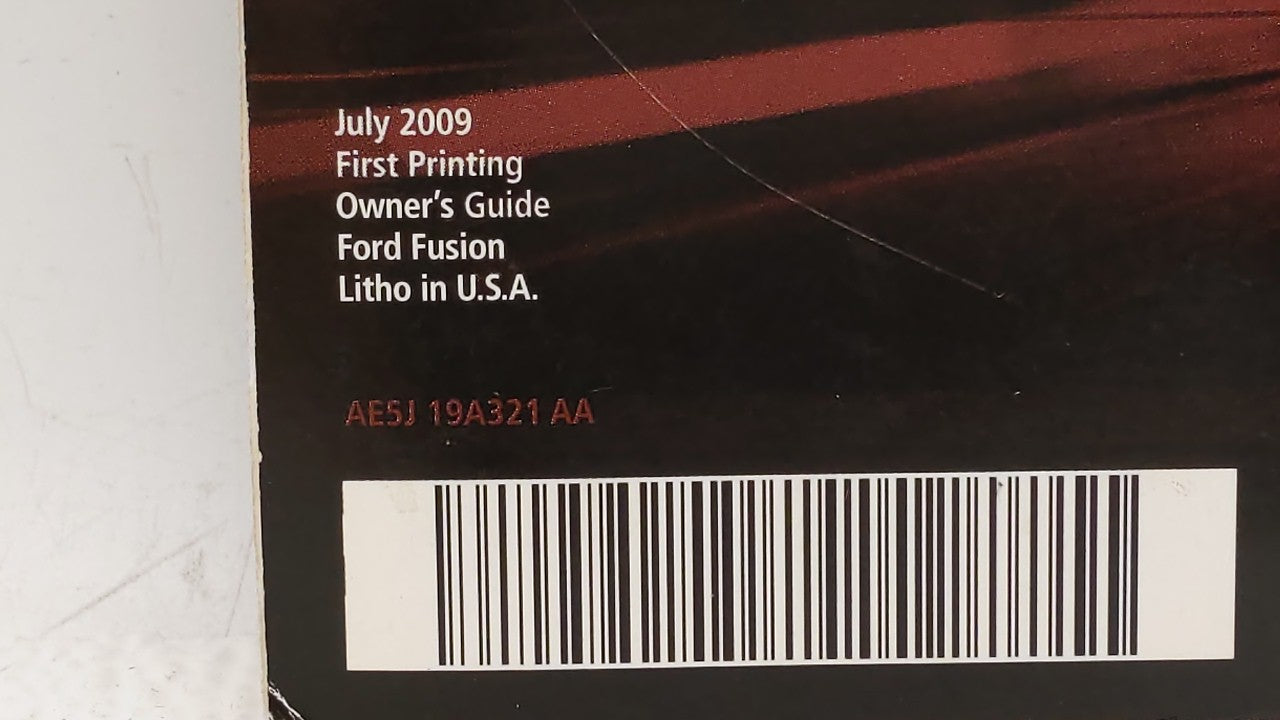 July 2009
First Printing
Owner's Guide
Ford Fusion
Litho in U.S.A.
AE5J 19A321 AA